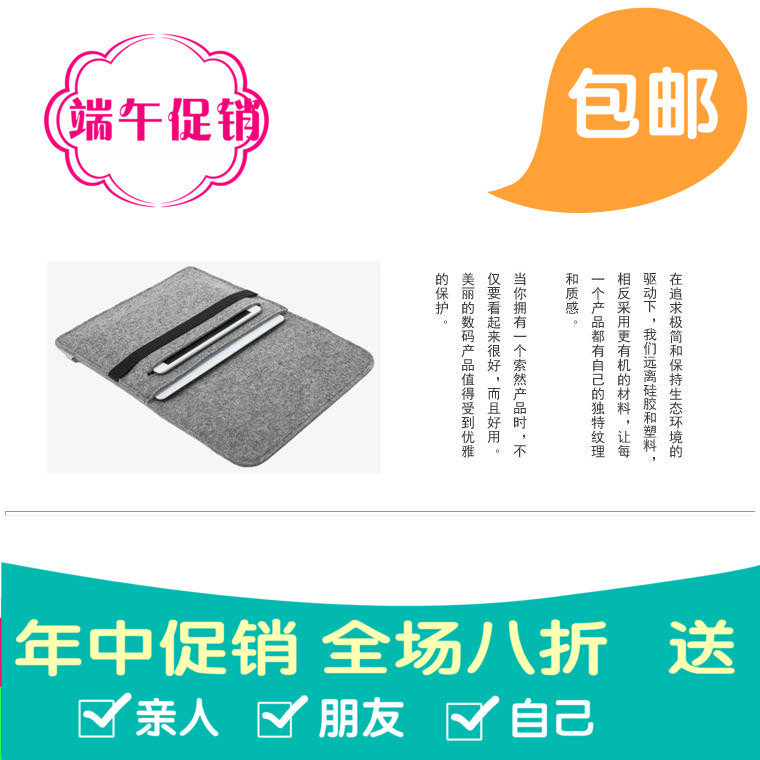 端午促销
包邮
在追求极简和保持生态环境的
驱动下，我们远离硅胶和塑料，
相反采用更有机的材料，让每
一个产品都有自己的独特纹理
和质感。
当你拥有一个索然产品时，不
仅要看起来很好，而且好用。
美丽的数码产品值得受到优雅
的保护。
年中促销 全场八折 送
亲人 朋友 自己